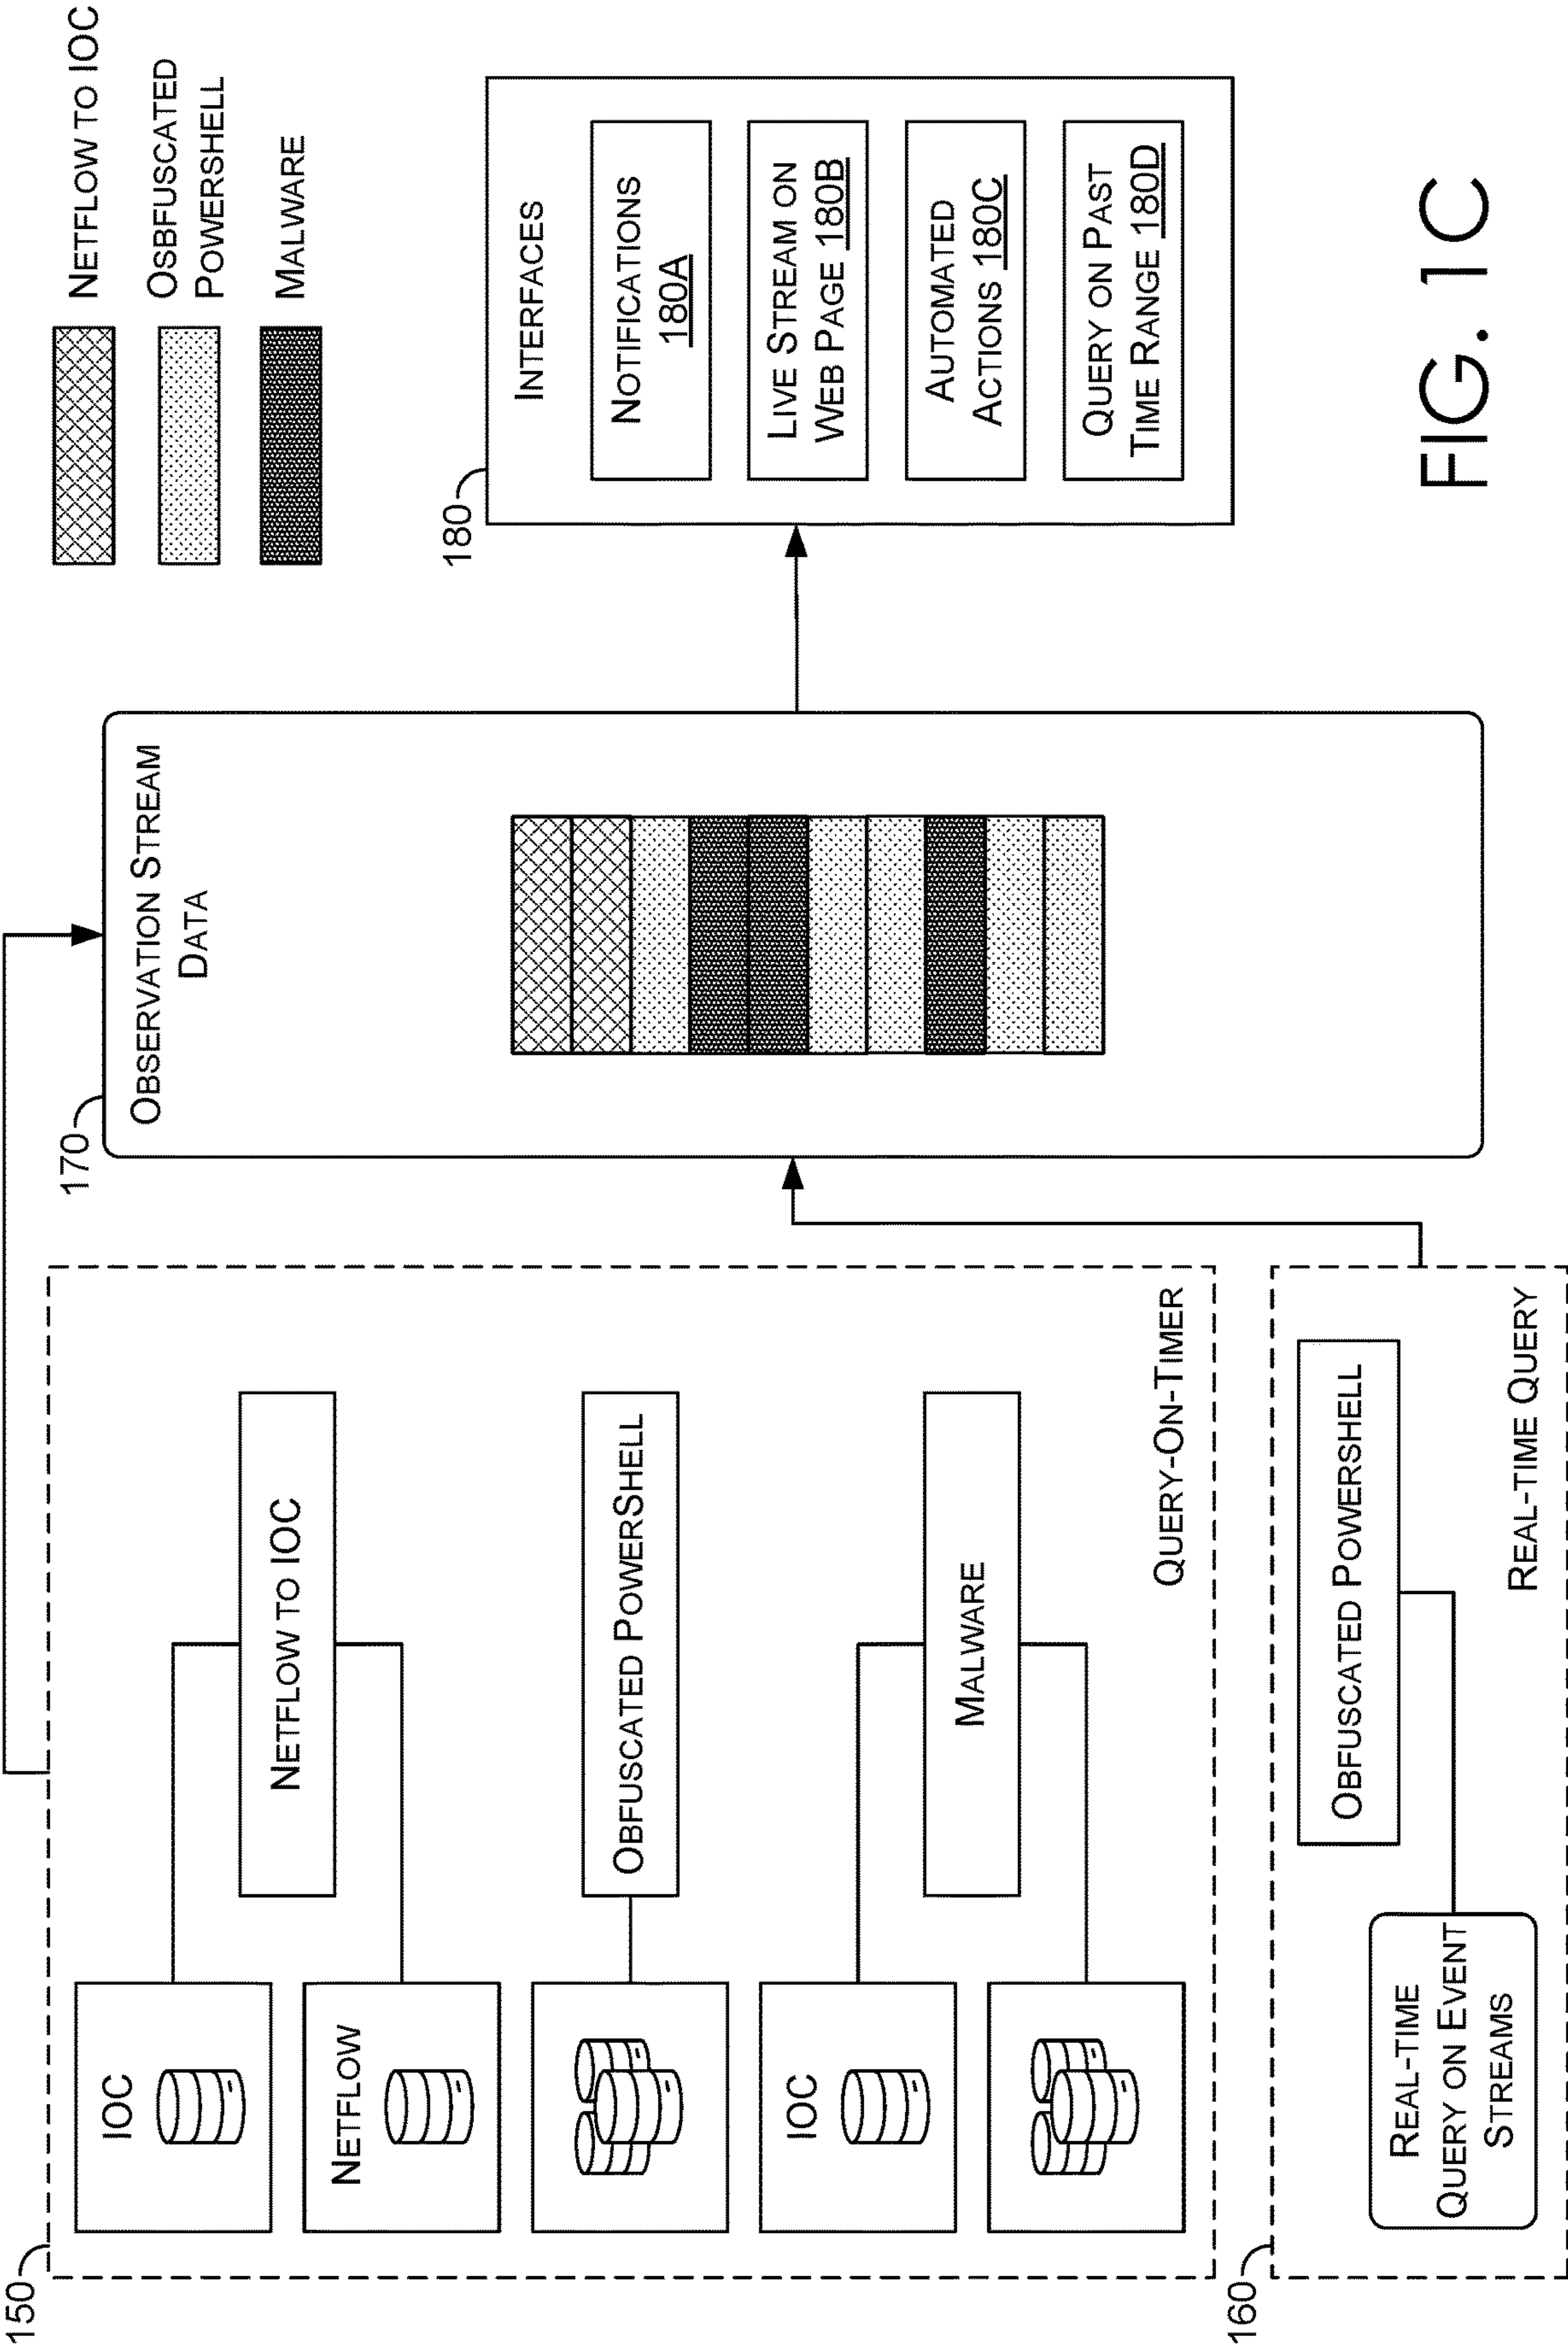 150
IOC
NETFLOW
IOC
NETFLOW TO IOC
OBFUSCATED POWERSHELL
MALWARE
QUERY-ON-TIMER
160
REAL-TIME
QUERY ON EVENT
STREAMS
OBFUSCATED POWERSHELL
REAL-TIME QUERY
170
OBSERVATION STREAM
DATA
NETFLOW TO IOC
OSBFUSCATED
POWERSHELL
MALWARE
180
INTERFACES
NOTIFICATIONS
180A
LIVE STREAM ON
WEB PAGE 180B
AUTOMATED
ACTIONS 180C
QUERY ON PAST
TIME RANGE 180D
FIG. 1C